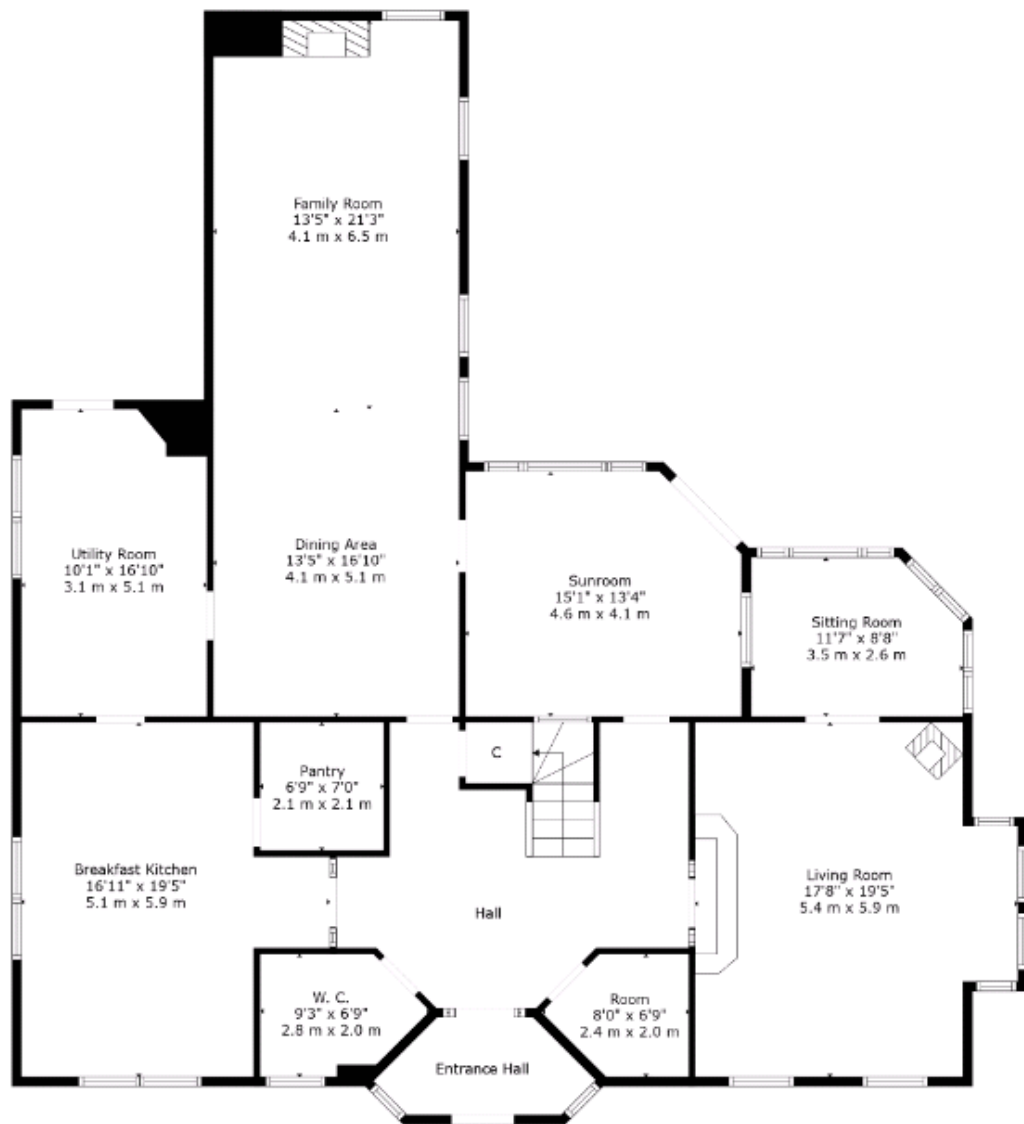 Family Room
13'5" x 21'3"
4.1 m x 6.5 m
Utility Room
10'1" x 16'10"
3.1 m x 5.1 m
Dining Area
13'5" x 16'10"
4.1 m x 5.1 m
Sunroom
15'1" x 13'4"
4.6 m x 4.1 m
Sitting Room
11'7" x 8'8"
3.5 m x 2.6 m
C
Pantry
6'9" x 7'0"
2.1 m x 2.1 m
Breakfast Kitchen
16'11" x 19'5"
5.1 m x 5.9 m
Hall
Living Room
17'8" x 19'5"
5.4 m x 5.9 m
W. C.
9'3" x 6'9"
2.8 m x 2.0 m
Room
8'0" x 6'9"
2.4 m x 2.0 m
Entrance Hall